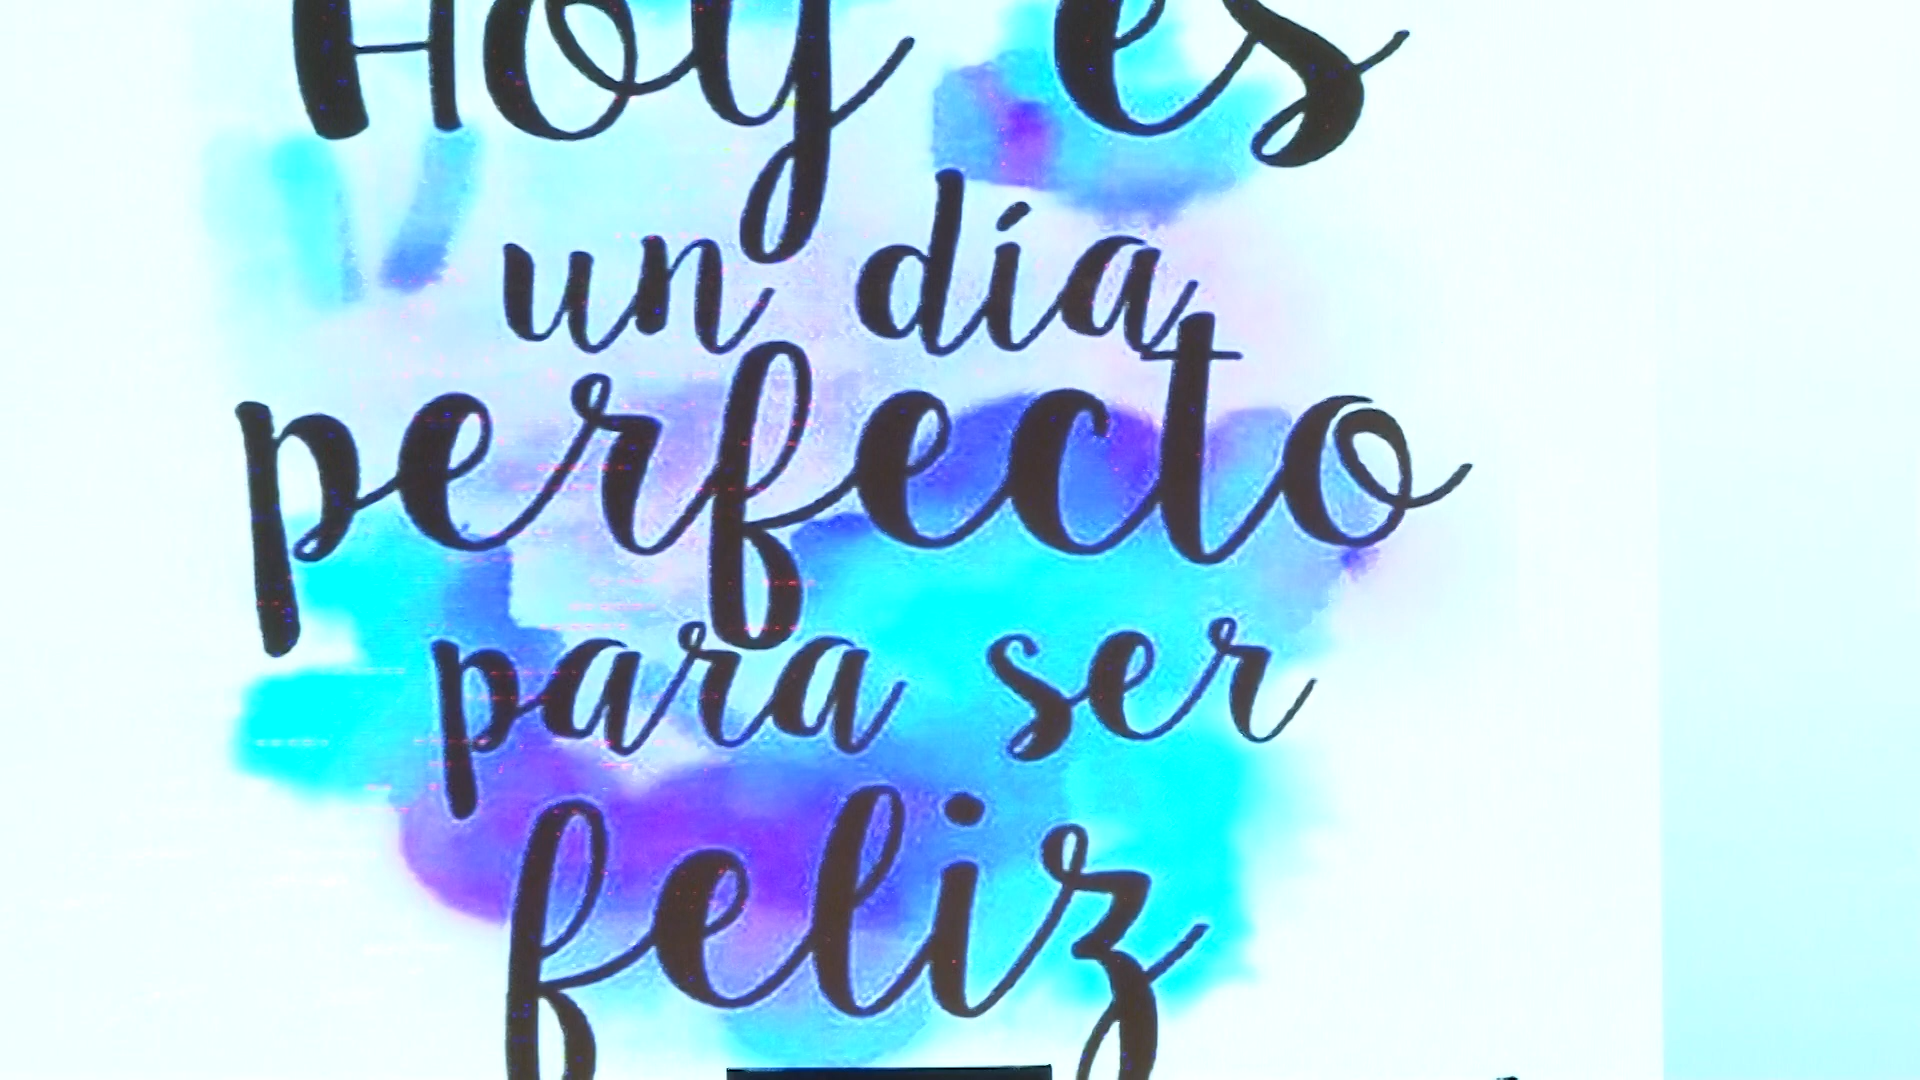 Hoy es
un día
perfecto
para ser
feliz